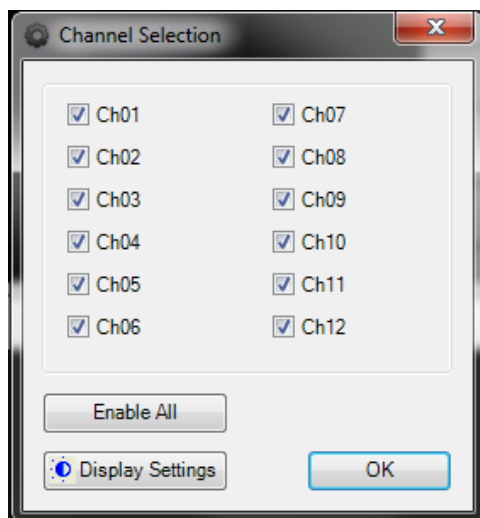 Channel Selection
Ch01
Ch02
Ch03
Ch04
Ch05
Ch06
Ch07
Ch08
Ch09
Ch10
Ch11
Ch12
Enable All
Display Settings
OK